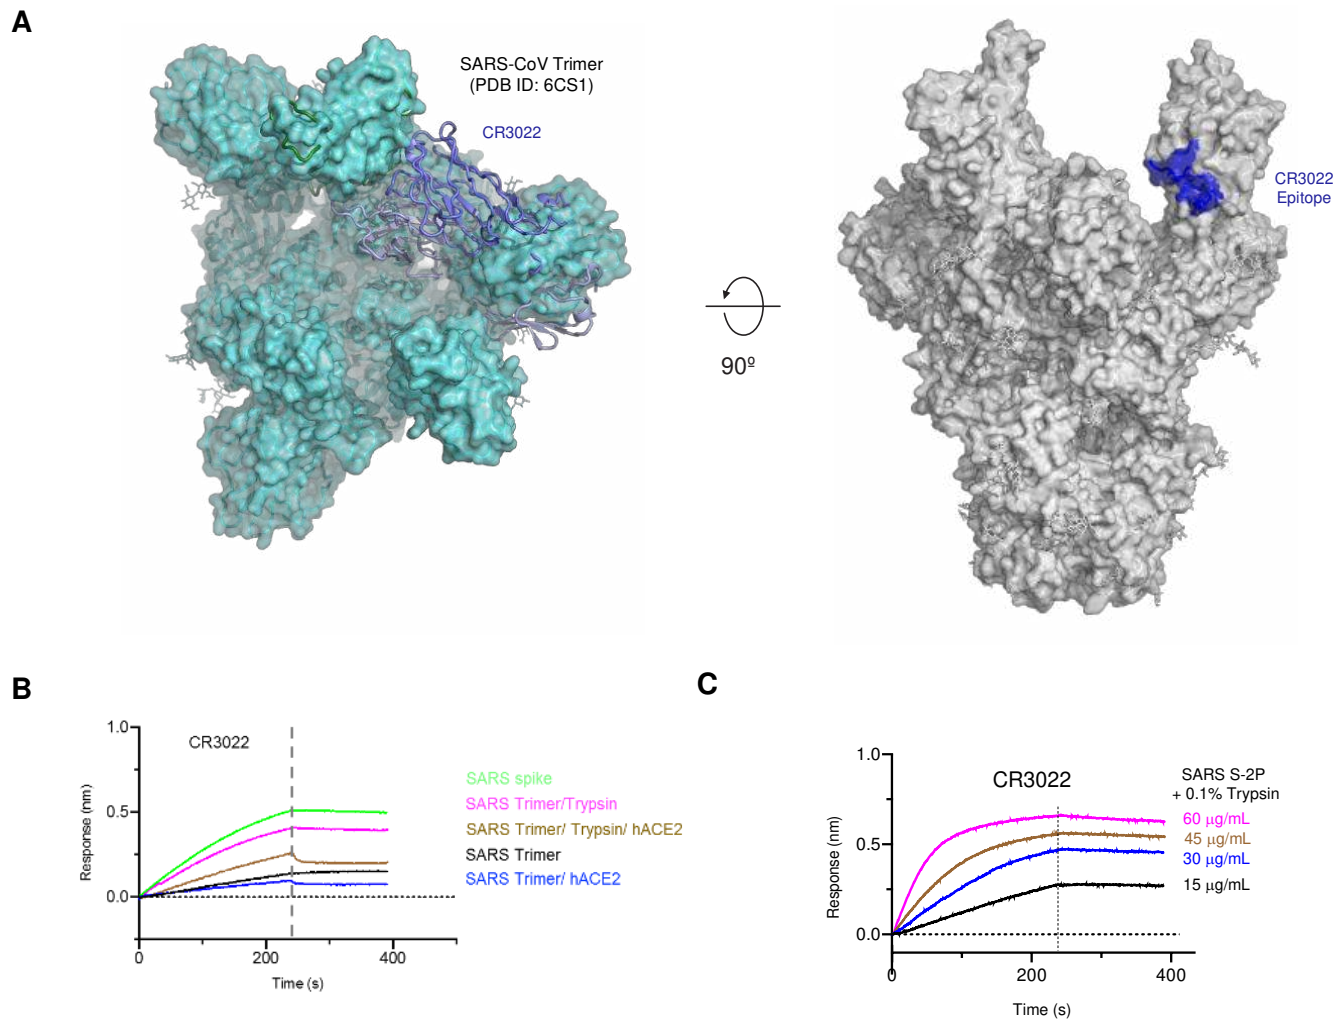 A
SARS-CoV Trimer
(PDB ID: 6CS1)
CR3022
CR3022
Epitope
90º
B
1.0
0.5
0.0
Response (nm)
CR3022
0
200
400
Time (s)
SARS spike
SARS Trimer/Trypsin
SARS Trimer/ Trypsin/ hACE2
SARS Trimer
SARS Trimer/ hACE2
C
1.0
0.5
0.0
Response (nm)
CR3022
0
200
400
Time (s)
SARS S-2P
+ 0.1% Trypsin
60 µg/mL
45 µg/mL
30 µg/mL
15 µg/mL